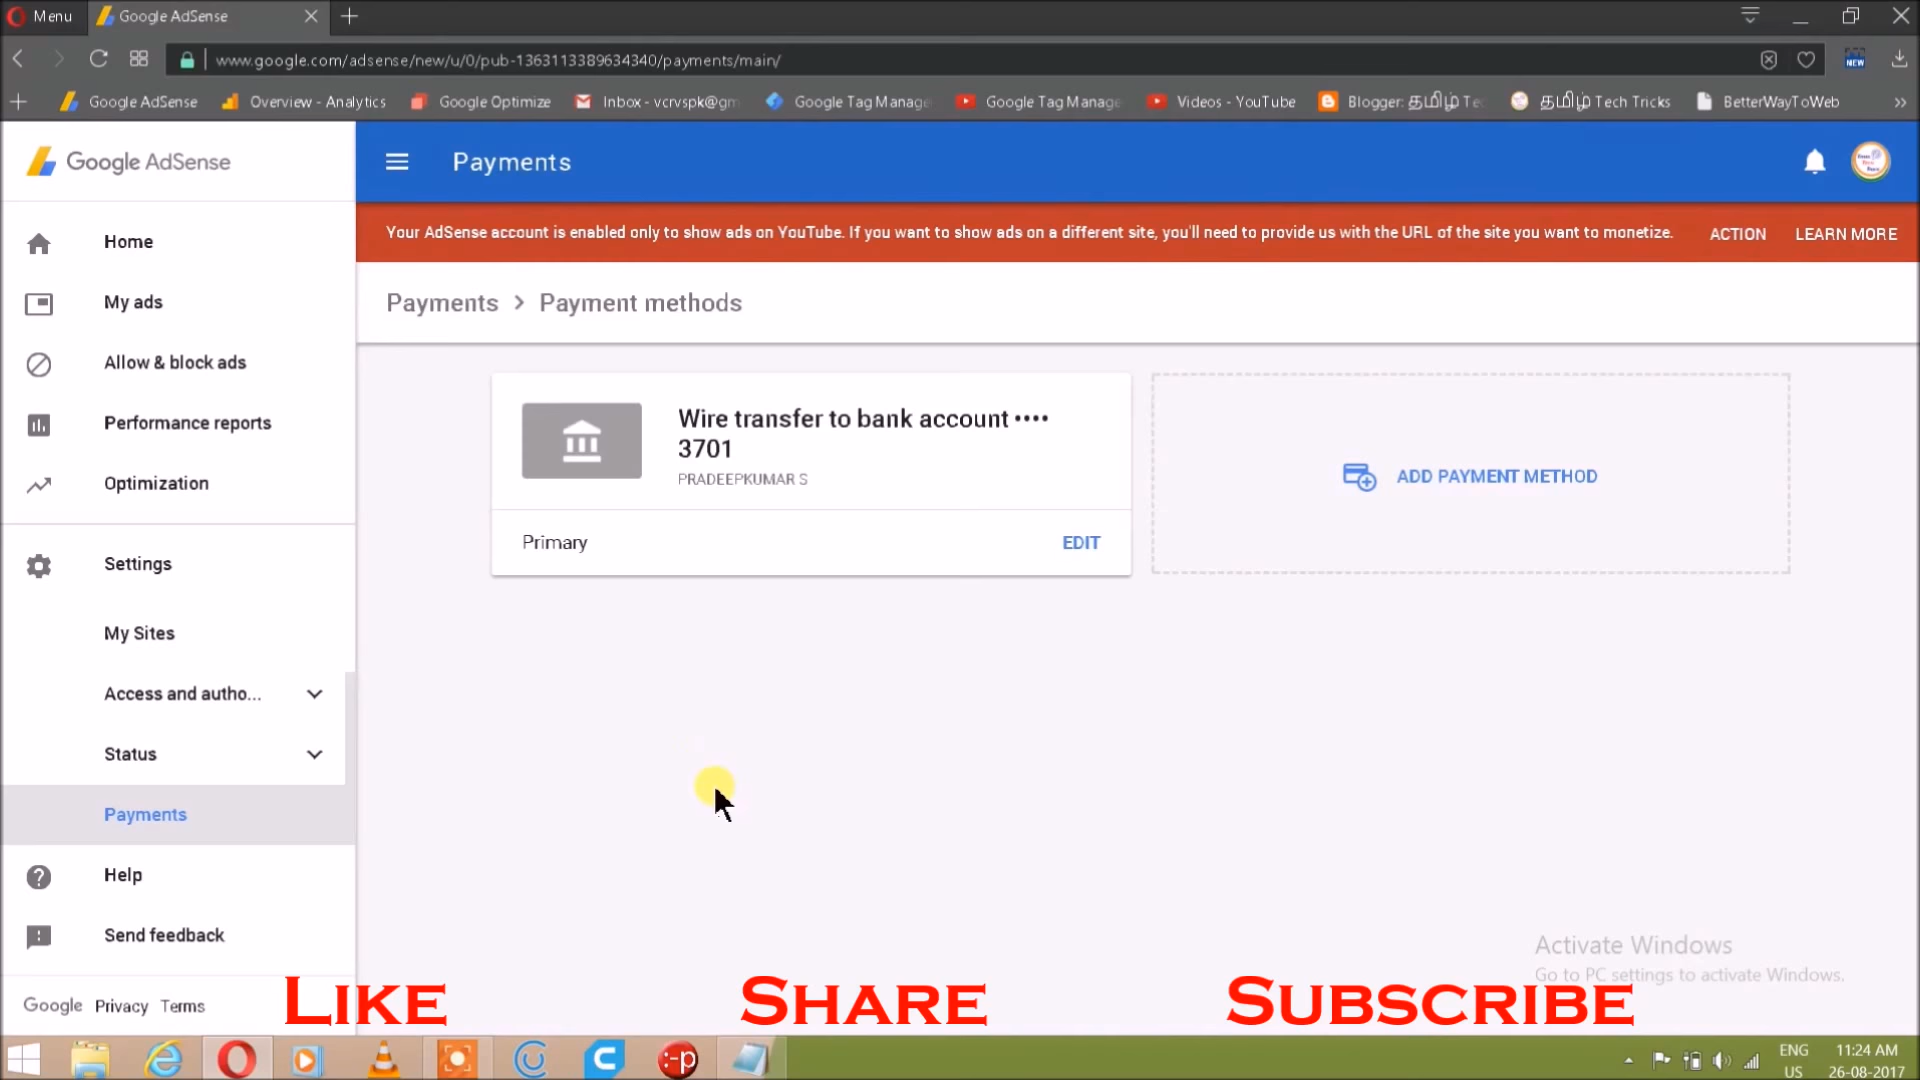 Menu
Google AdSense
www.google.com/adsense/new/u/0/pub-1363113389634340/payments/main/
NEW
Google AdSense
Overview - Analytics
Google Optimize
Inbox - vcrvspk@gm
Google Tag Manage
Google Tag Manage
Videos - YouTube
Blogger: தமிழ் Te
தமிழ் Tech Tricks
BetterWayToWeb
Google AdSense
Payments
Your AdSense account is enabled only to show ads on YouTube. If you want to show ads on a different site, you'll need to provide us with the URL of the site you want to monetize.
ACTION
LEARN MORE
Home
My ads
Allow & block ads
Performance reports
Optimization
Settings
My Sites
Access and autho...
Status
Payments
Help
Send feedback
Google Privacy Terms
Payments > Payment methods
Wire transfer to bank account ••••
3701
PRADEEPKUMAR S
Primary
EDIT
ADD PAYMENT METHOD
Activate Windows
Go to PC settings to activate Windows.
LIKE
SHARE
SUBSCRIBE
:-p
ENG
US
11:24 AM
26-08-2017